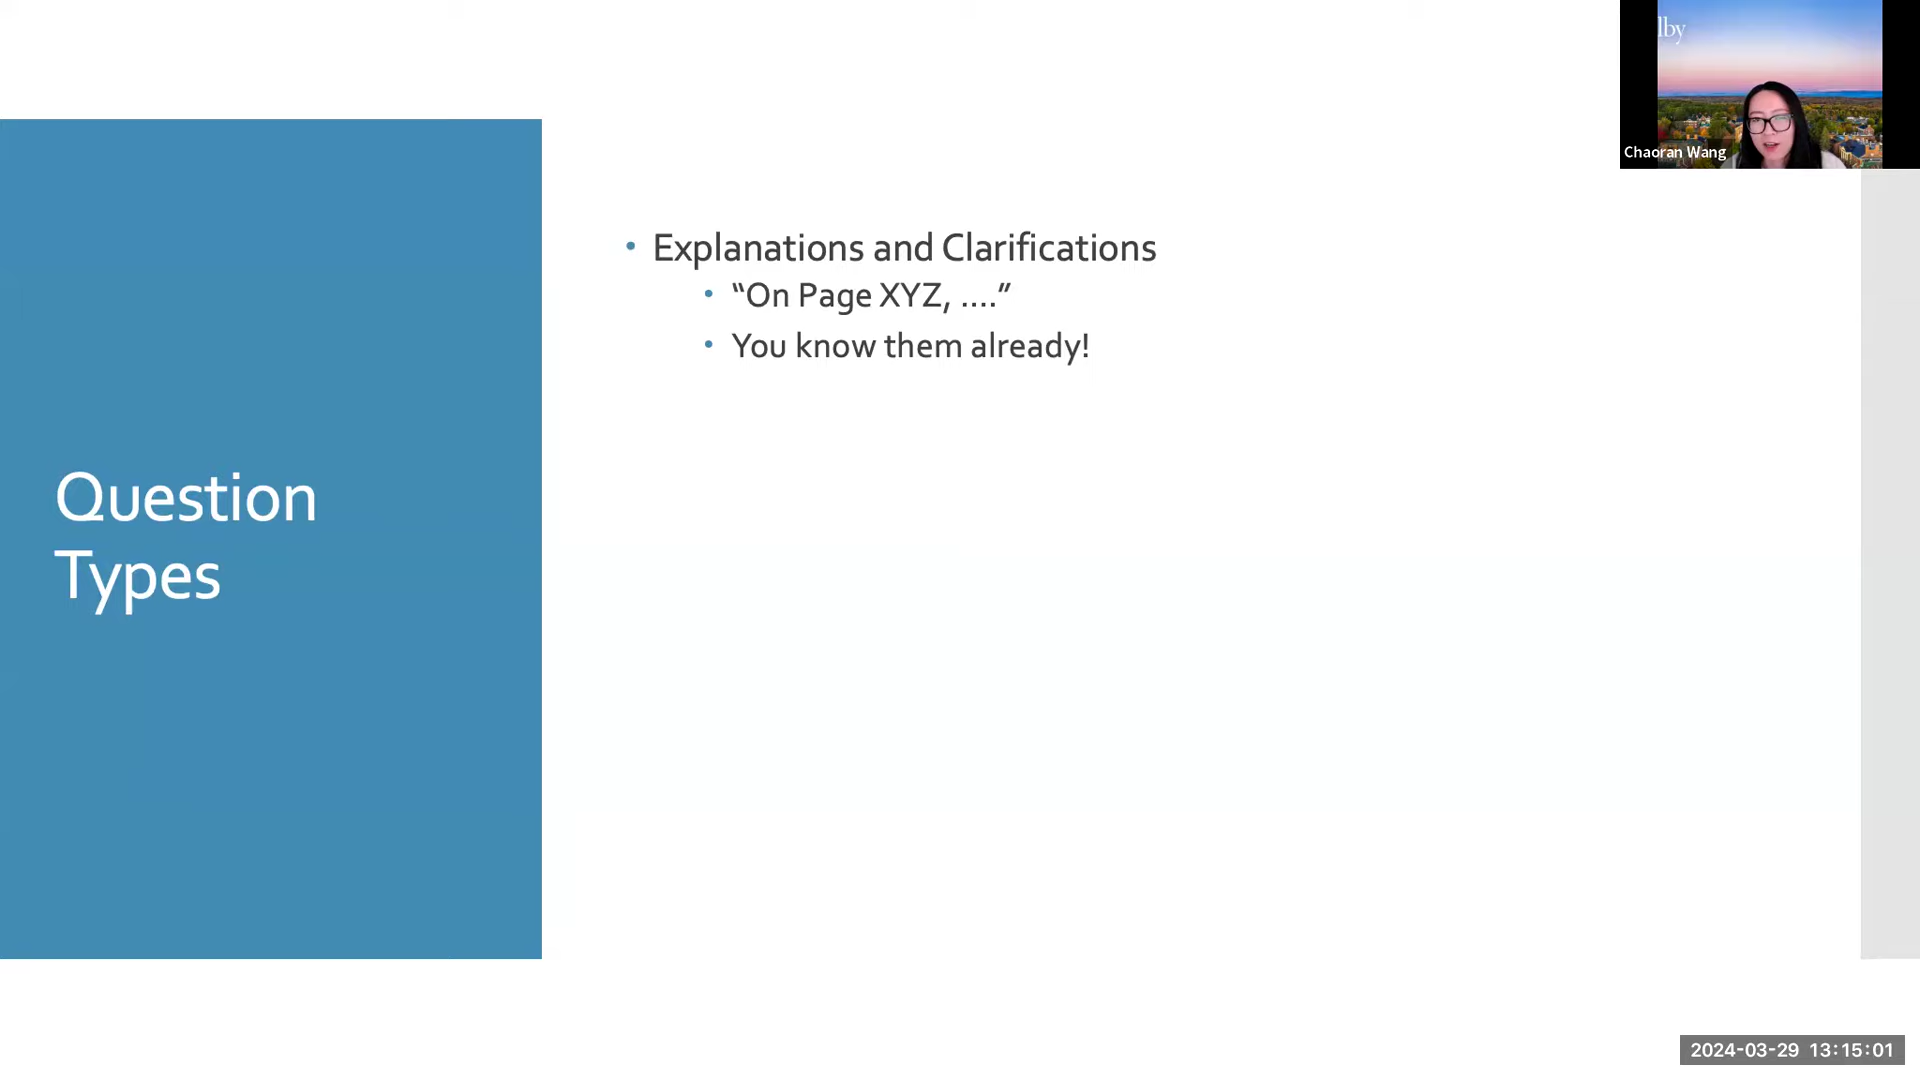 lby
Chaoran Wang
• Explanations and Clarifications
• “On Page XYZ, ....”
• You know them already!
Question
Types
2024-03-29 13:15:01